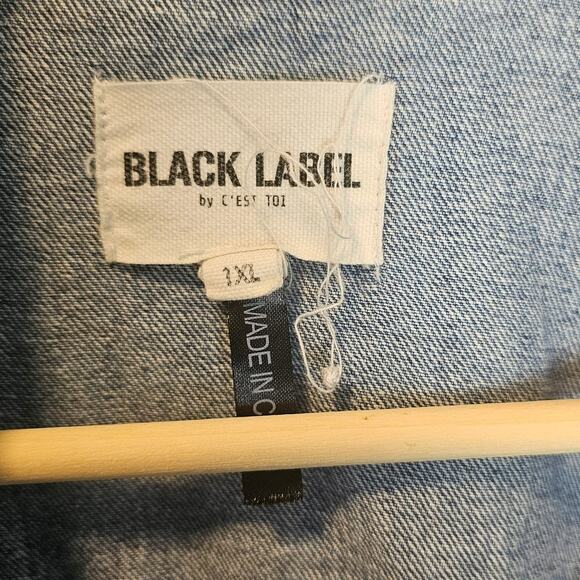 BLACK LABEL
by C'EST TOI
1XL
MADE IN C